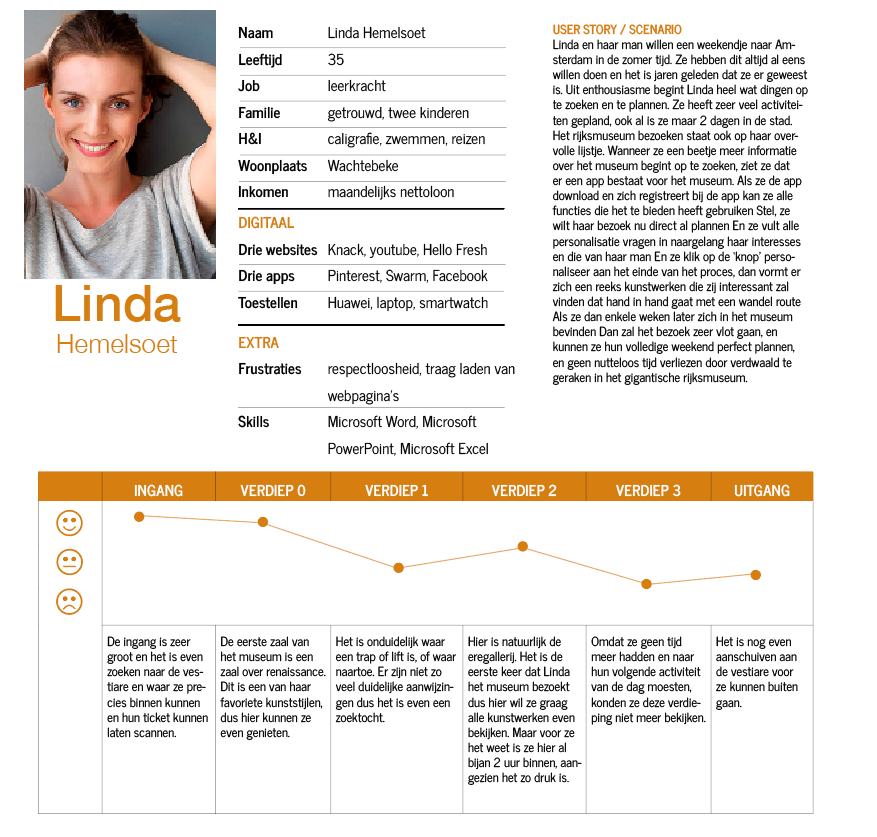 Linda
Hemelsoet
Naam Linda Hemelsoet
Leeftijd 35
Job leerkracht
Familie getrouwd, twee kinderen
H&I caligrafie, zwemmen, reizen
Woonplaats Wachtebeke
Inkomen maandelijks nettoloon
DIGITAAL
Drie websites Knack, youtube, Hello Fresh
Drie apps Pinterest, Swarm, Facebook
Toestellen Huawei, laptop, smartwatch
EXTRA
Frustraties respectloosheid, traag laden van
webpagina's
Skills Microsoft Word, Microsoft
PowerPoint, Microsoft Excel
USER STORY / SCENARIO
Linda en haar man willen een weekendje naar Am-
sterdam in de zomer tijd. Ze hebben dit altijd al eens
willen doen en het is jaren geleden dat ze er geweest
is. Uit enthousiasme begint Linda heel wat dingen op
te zoeken en te plannen. Ze heeft zeer veel activitei-
ten gepland, ook al is ze maar 2 dagen in de stad.
Het rijksmuseum bezoeken staat ook op haar over-
volle lijstje. Wanneer ze een beetje meer informatie
over het museum begint op te zoeken, ziet ze dat
er een app bestaat voor het museum. Als ze de app
download en zich registreert bij de app kan ze alle
functies die het te bieden heeft gebruiken Stel, ze
wilt haar bezoek nu direct al plannen En ze vult alle
personalisatie vragen in naargelang haar interesses
en die van haar man En ze klik op de 'knop' perso-
naliseer aan het einde van het proces, dan vormt er
zich een reeks kunstwerken die zij interessant zal
vinden dat hand in hand gaat met een wandel route
Als ze dan enkele weken later zich in het museum
bevinden Dan zal het bezoek zeer vlot gaan, en
kunnen ze hun volledige weekend perfect plannen,
en geen nutteloos tijd verliezen door verdwaald te
geraken in het gigantische rijksmuseum.
INGANG VERDIEP 0 VERDIEP 1 VERDIEP 2 VERDIEP 3 UITGANG
De ingang is zeer
groot en het is even
zoeken naar de ves-
tiare en waar ze pre-
cies binnen kunnen
en hun ticket kunnen
laten scannen.
De eerste zaal van
het museum is een
zaal over renaissance.
Dit is een van haar
favoriete kunststijlen,
dus hier kunnen ze
even genieten.
Het is onduidelijk waar
een trap of lift is, of waar
naartoe. Er zijn niet zo
veel duidelijke aanwijzin-
gen dus het is even een
zoektocht.
Hier is natuurlijk de
eregallerij. Het is de
eerste keer dat Linda
het museum bezoekt
dus hier wil ze graag
alle kunstwerken even
bekijken. Maar voor ze
het weet is ze hier al
bijan 2 uur binnen, aan-
gezien het zo druk is.
Omdat ze geen tijd
meer hadden en naar
hun volgende activiteit
van de dag moesten,
konden ze deze verdie-
ping niet meer bekijken.
Het is nog even
aanschuiven aan
de vestiare voor
ze kunnen buiten
gaan.